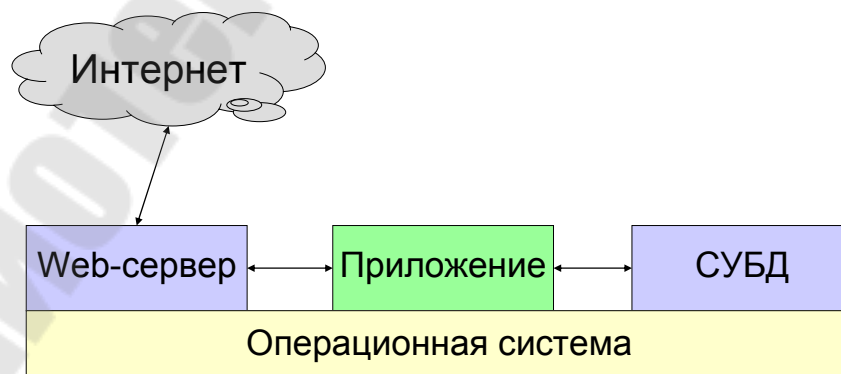 Интернет
Web-сервер
Приложение
СУБД
Операционная система